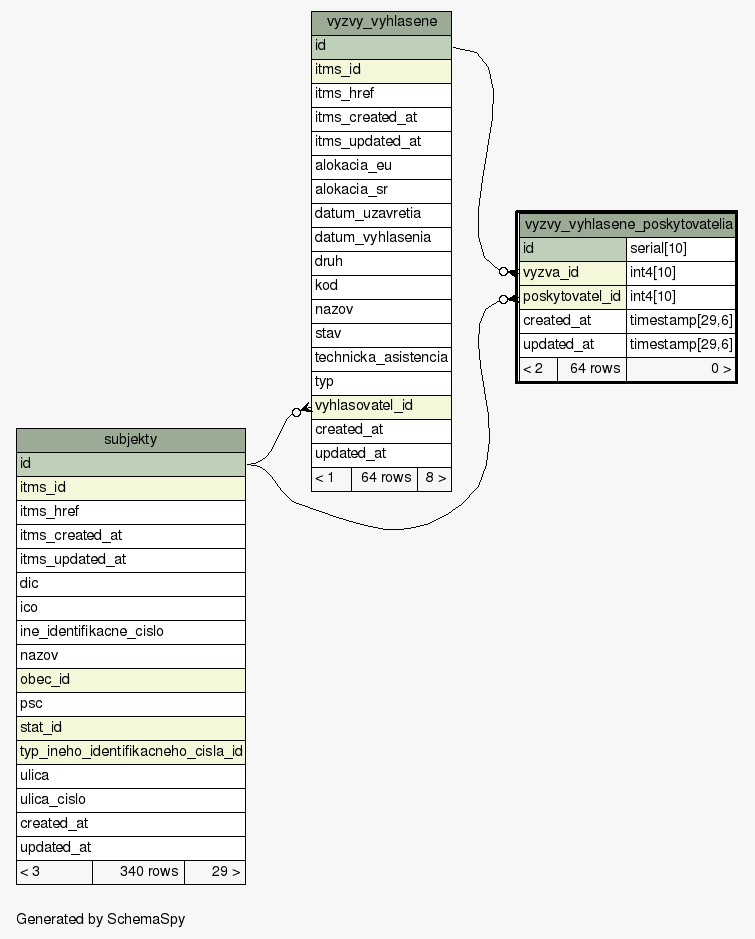 vyzvy_vyhlasene
id
itms_id
itms_href
itms_created_at
itms_updated_at
alokacia_eu
alokacia_sr
datum_uzavretia
datum_vyhlasenia
druh
kod
nazov
stav
technicka_asistencia
typ
vyhlasovatel_id
created_at
updated_at
< 1 64 rows 8 >
vyzvy_vyhlasene_poskytovatelia
id serial[10]
vyzva_id int4[10]
poskytovatel_id int4[10]
created_at timestamp[29,6]
updated_at timestamp[29,6]
< 2 64 rows 0 >
subjekty
id
itms_id
itms_href
itms_created_at
itms_updated_at
dic
ico
ine_identifikacne_cislo
nazov
obec_id
psc
stat_id
typ_ineho_identifikacneho_cisla_id
ulica
ulica_cislo
created_at
updated_at
< 3 340 rows 29 >
Generated by SchemaSpy